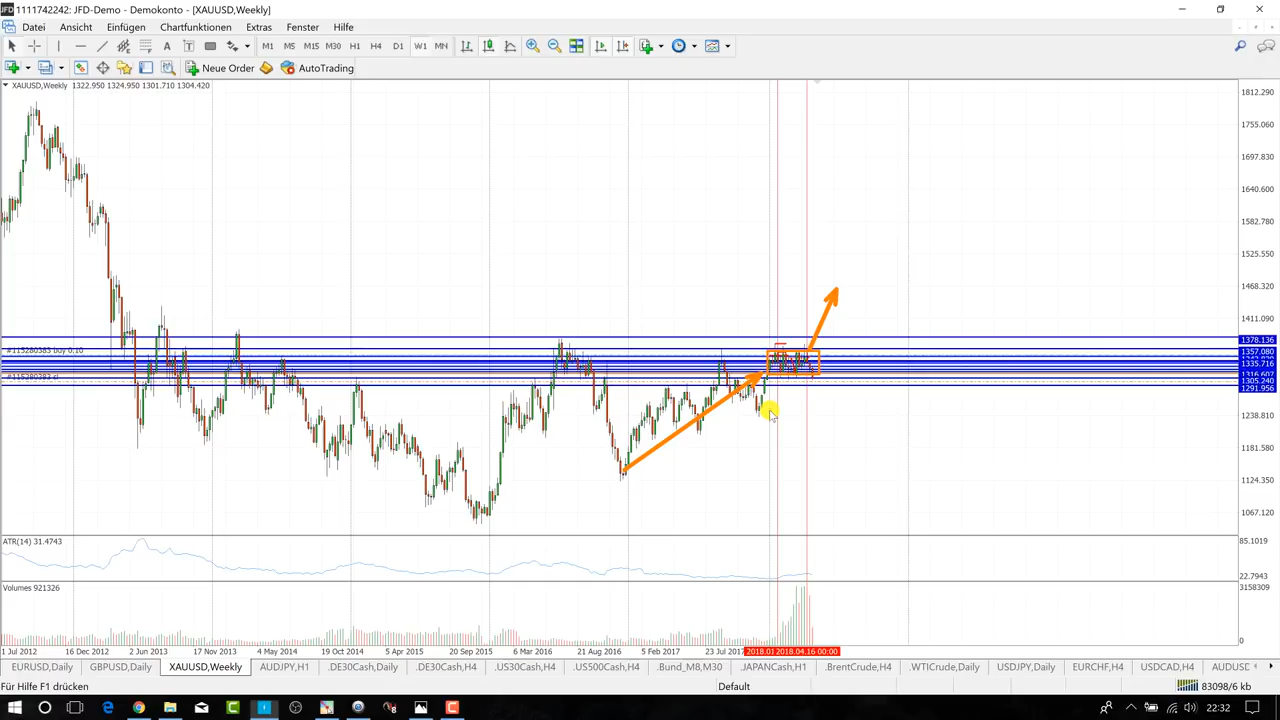 JFD 1111742242: JFD-Demo - Demokonto - [XAUUSD,Weekly]
Datei Ansicht Einfügen Chartfunktionen Extras Fenster Hilfe
A T M1 M5 M15 M30 H1 H4 D1 W1 MN
Neue Order AutoTrading
XAUUSD,Weekly 1322.950 1324.950 1301.710 1304.420
1812.290
1755.060
1697.830
1640.600
1582.780
1525.550
1468.320
1411.090
1378.136
#115280383 buy 0.10
1357.080
1335.716
#115280383 sl
1305.240
1291.956
1238.810
1181.580
1124.350
1067.120
ATR(14) 31.4743
85.1019
22.7943
Volumes 921326
3158309
0
1 Jul 2012 16 Dec 2012 2 Jun 2013 17 Nov 2013 4 May 2014 19 Oct 2014 5 Apr 2015 20 Sep 2015 6 Mar 2016 21 Aug 2016 5 Feb 2017 23 Jul 2017 2018.04.16 00:00
EURUSD,Daily GBPUSD,Daily XAUUSD,Weekly AUDJPY,H1 .DE30Cash,Daily .DE30Cash,H4 .US30Cash,H4 .US500Cash,H4 .Bund_M8,M30 .JAPANCash,H1 .BrentCrude,H4 .WTICrude,Daily USDJPY,Daily EURCHF,H4 USDCAD,H4 AUDUS
Für Hilfe F1 drücken Default 83098/6 kb
22:32